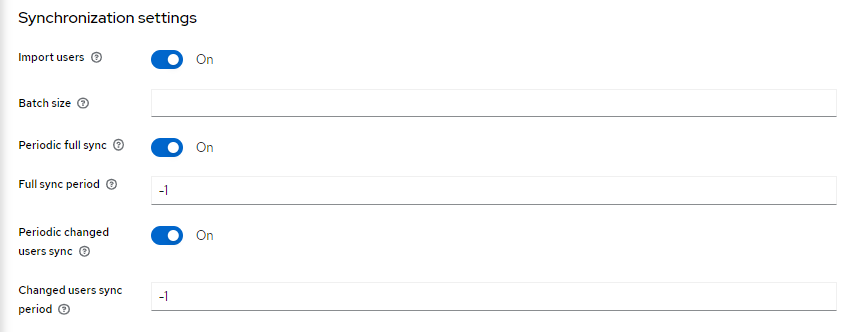 Synchronization settings
Import users
On
Batch size
Periodic full sync
On
Full sync period
-1
Periodic changed
users sync
On
Changed users sync
period
-1